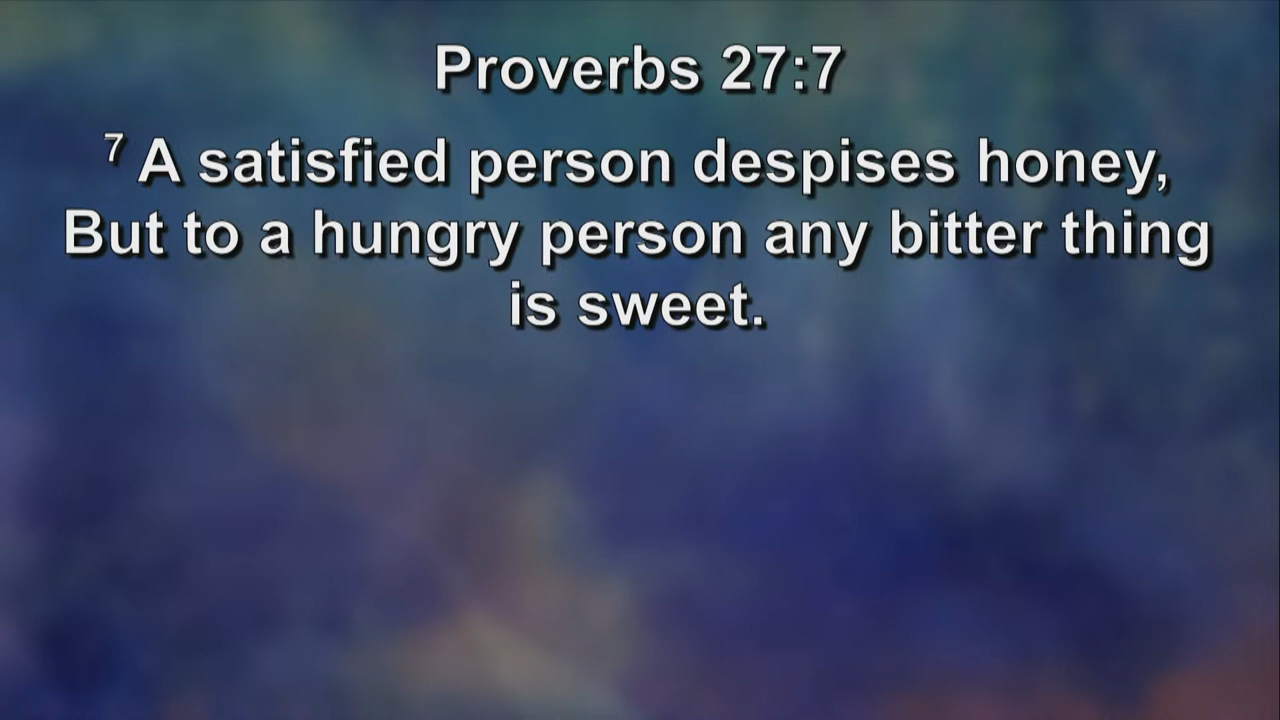 Proverbs 27:7
7 A satisfied person despises honey,
But to a hungry person any bitter thing
is sweet.